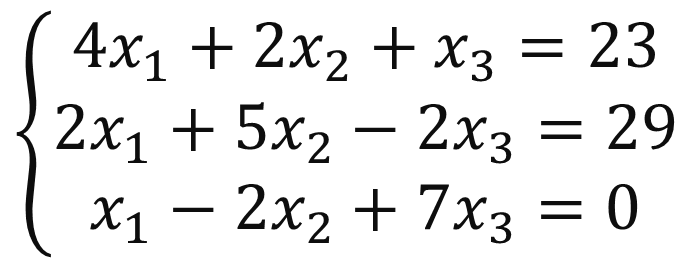 4x₁ + 2x₂ + x₃ = 23
2x₁ + 5x₂ − 2x₃ = 29
x₁ − 2x₂ + 7x₃ = 0